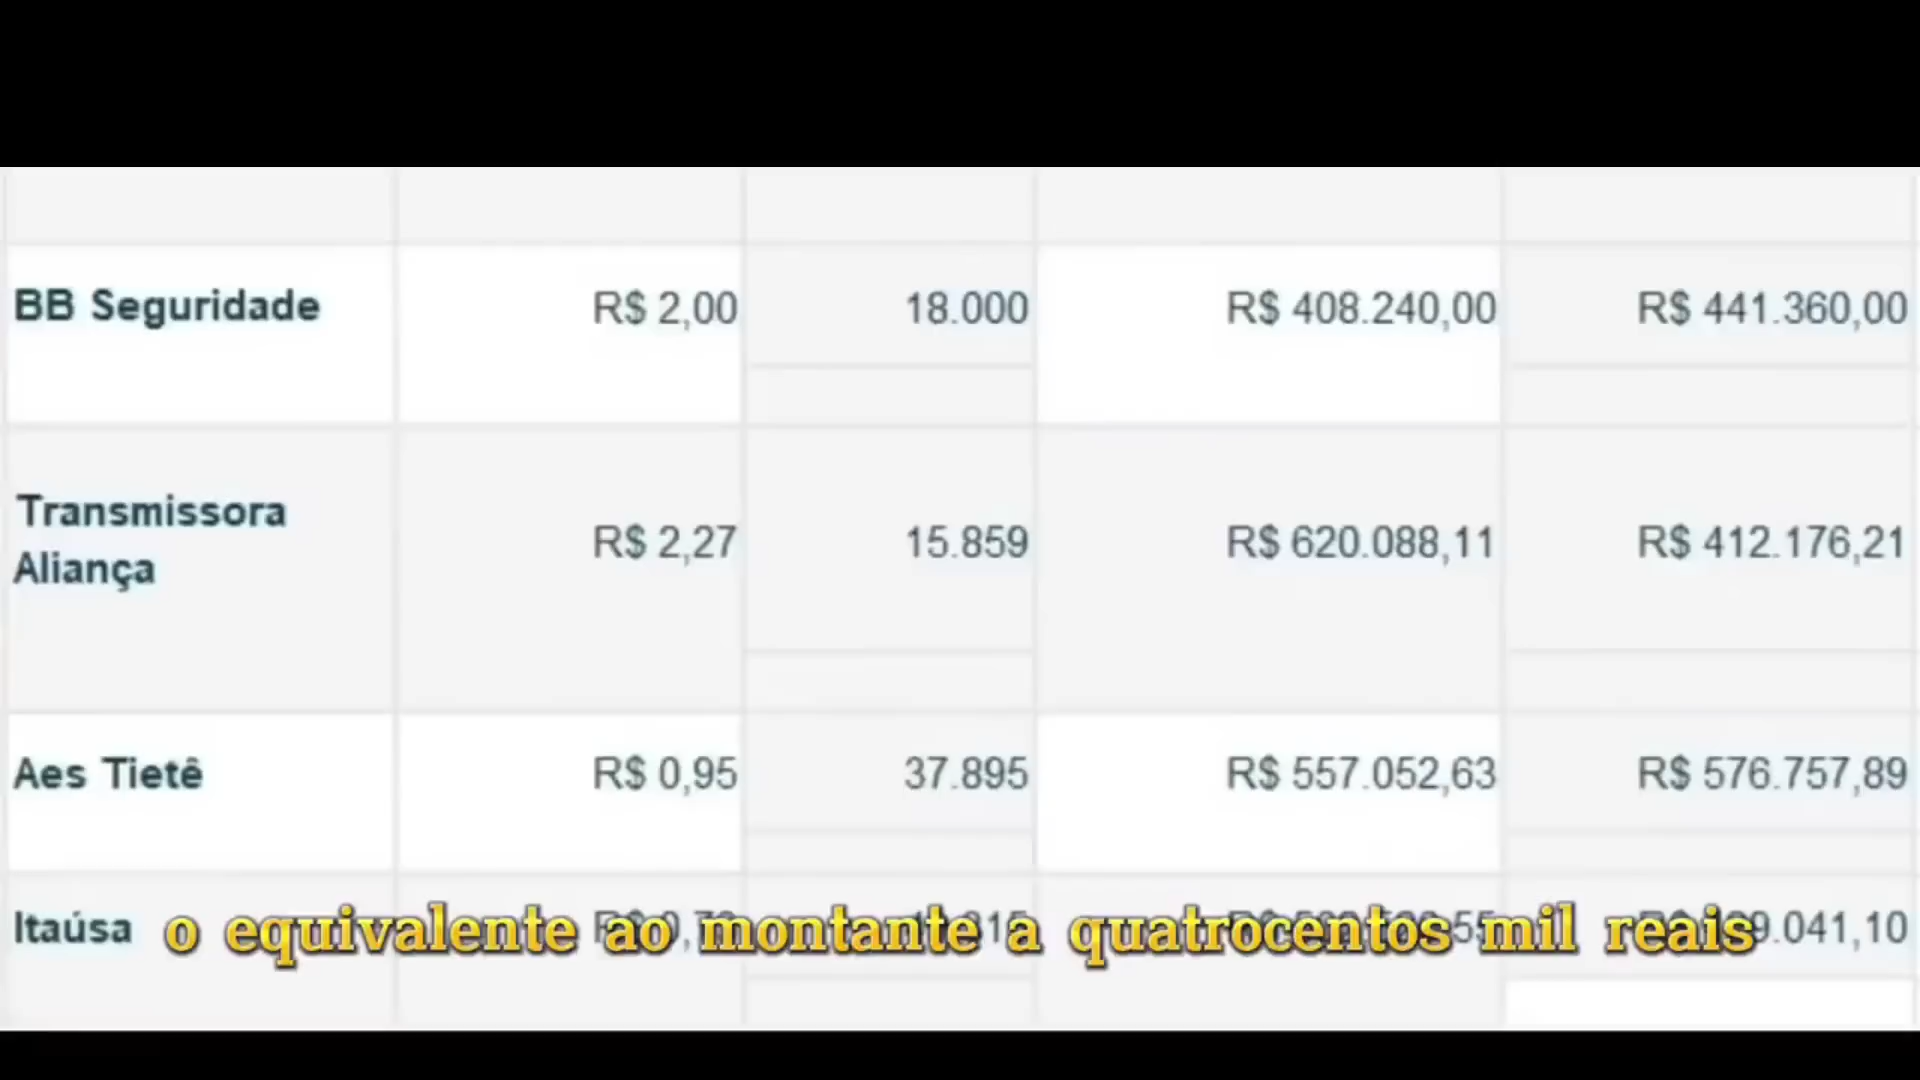 BB Seguridade R$ 2,00 18.000 R$ 408.240,00 R$ 441.360,00
Transmissora
Aliança
R$ 2,27 15.859 R$ 620.088,11 R$ 412.176,21
Aes Tietê R$ 0,95 37.895 R$ 557.052,63 R$ 576.757,89
Itaúsa
o equivalente ao montante a quatrocentos mil reais